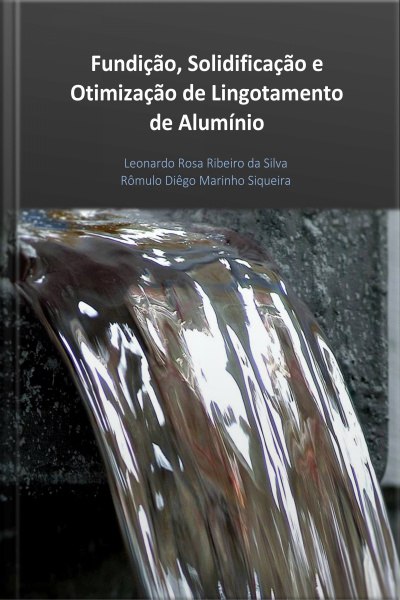 Fundição, Solidificação e
Otimização de Lingotamento
de Alumínio
Leonardo Rosa Ribeiro da Silva
Rômulo Diêgo Marinho Siqueira